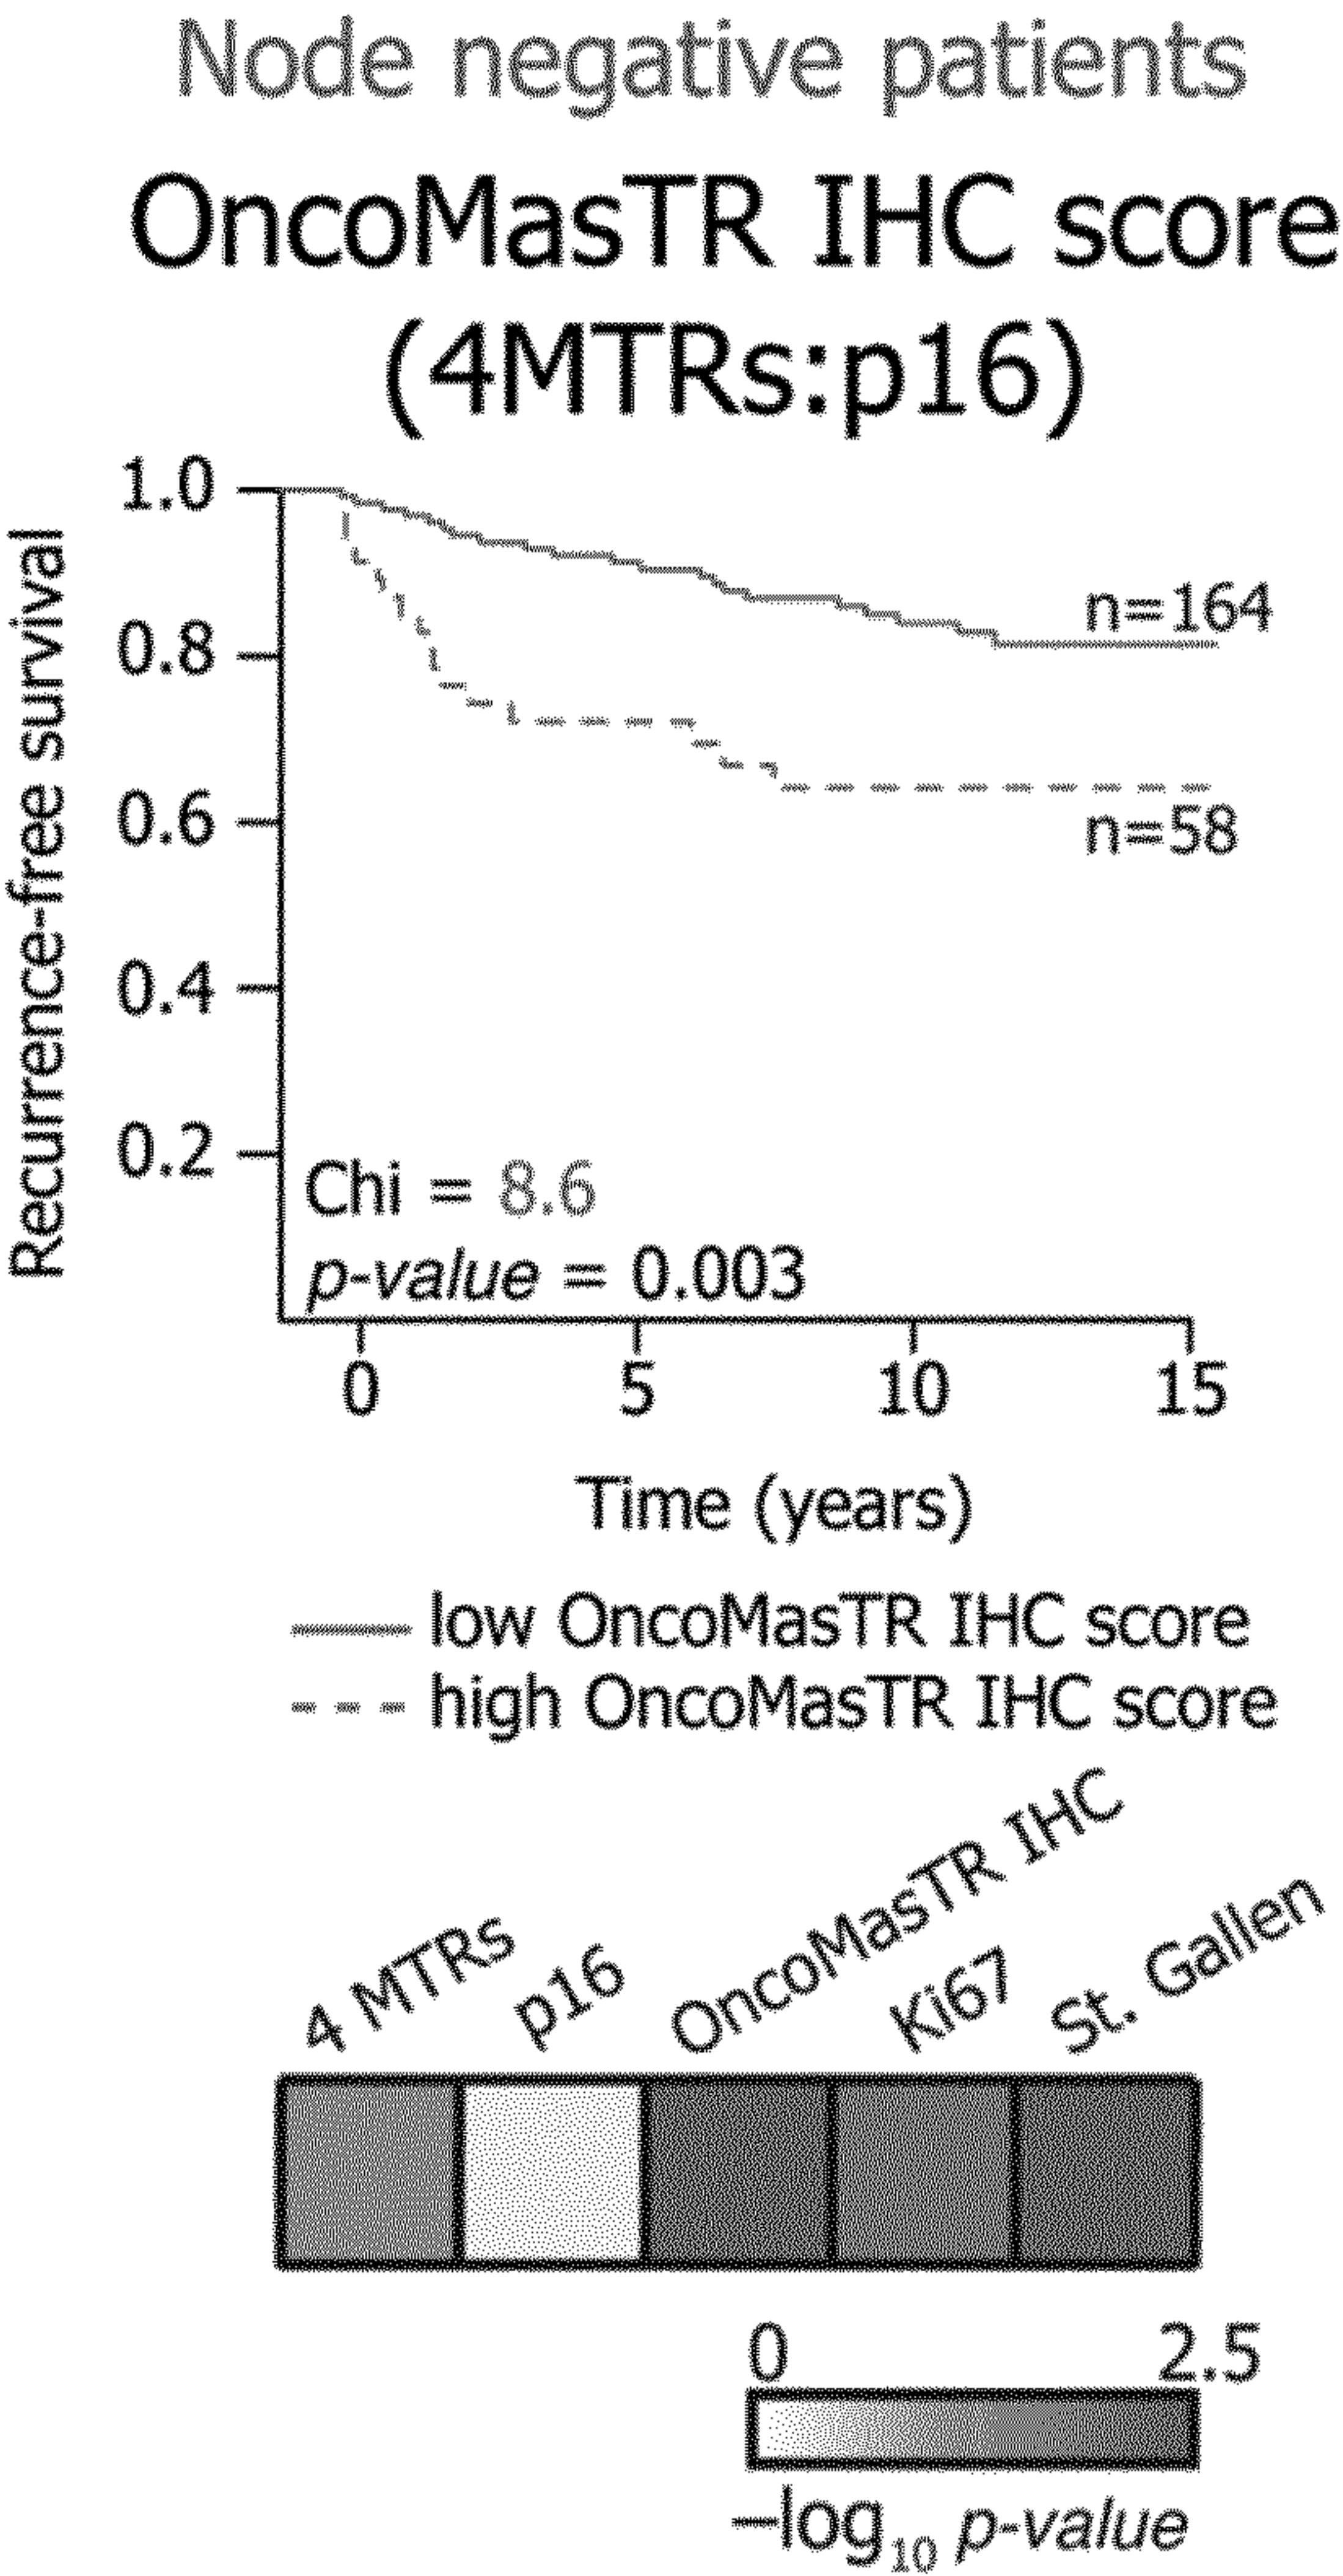 Node negative patients
OncoMasTR IHC score
(4MTRs:p16)
Recurrence-free survival
1.0
0.8
0.6
0.4
0.2
n=164
n=58
Chi = 8.6
p-value = 0.003
0 5 10 15
Time (years)
low OncoMasTR IHC score
high OncoMasTR IHC score
4 MTRs
p16
OncoMasTR IHC
Ki67
St. Gallen
0 2.5
–log10 p-value